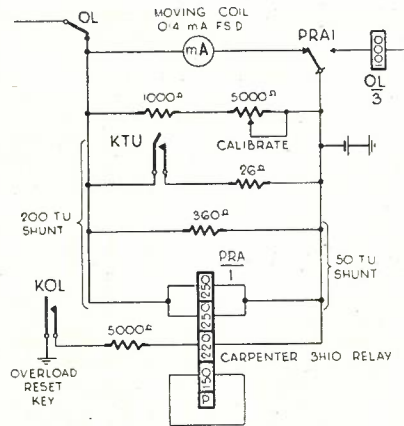 OL
MOVING COIL
0·4 mA FSD
mA
PRA1
OL
3
1000Ω
5000Ω
CALIBRATE
KTU
26Ω
200 TU
SHUNT
360Ω
50 TU
SHUNT
PRA
1
250
250
220
150
P
KOL
5000Ω
CARPENTER 3H10 RELAY
OVERLOAD
RESET
KEY